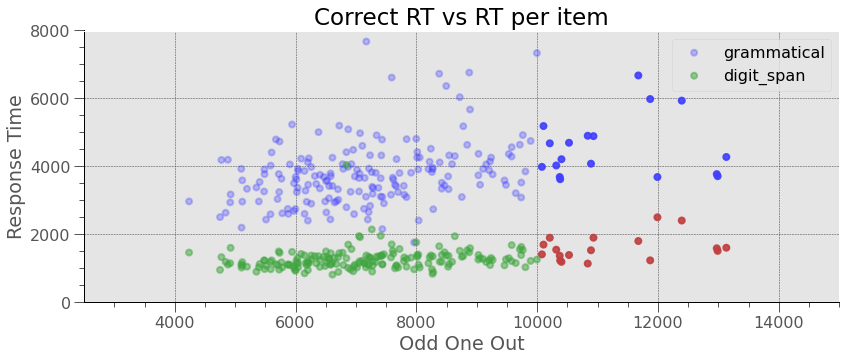 Correct RT vs RT per item
grammatical
digit_span
Response Time
8000
6000
4000
2000
0
4000 6000 8000 10000 12000 14000
Odd One Out